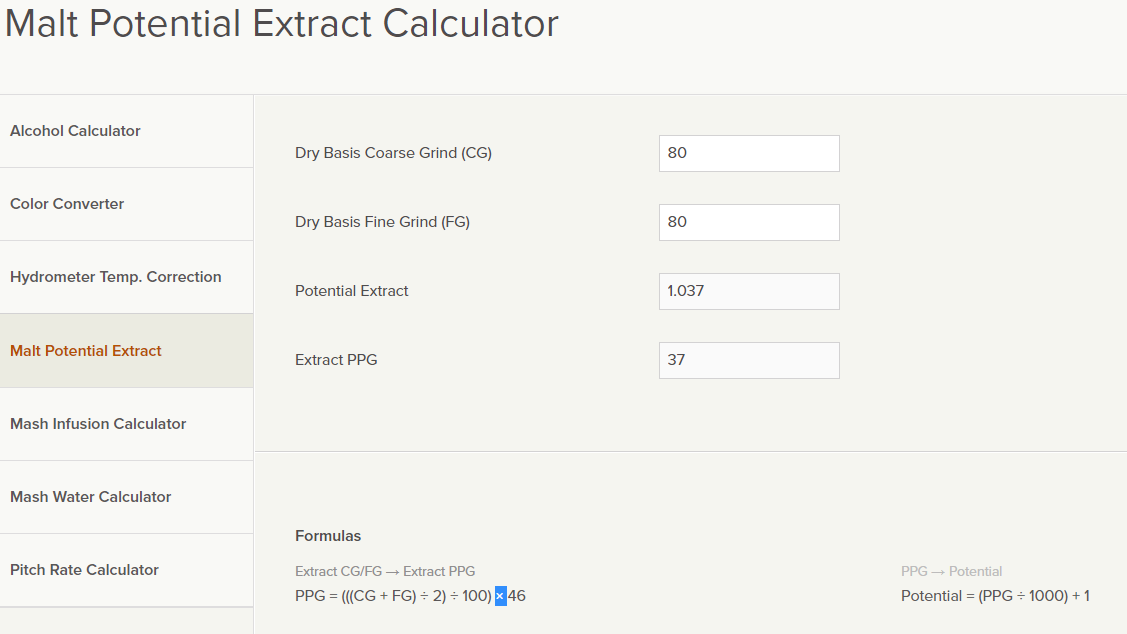 Malt Potential Extract Calculator
Alcohol Calculator
Color Converter
Hydrometer Temp. Correction
Malt Potential Extract
Mash Infusion Calculator
Mash Water Calculator
Pitch Rate Calculator
Dry Basis Coarse Grind (CG) 80
Dry Basis Fine Grind (FG) 80
Potential Extract 1.037
Extract PPG 37
Formulas
Extract CG/FG → Extract PPG
PPG = (((CG + FG) ÷ 2) ÷ 100) × 46
PPG → Potential
Potential = (PPG ÷ 1000) + 1